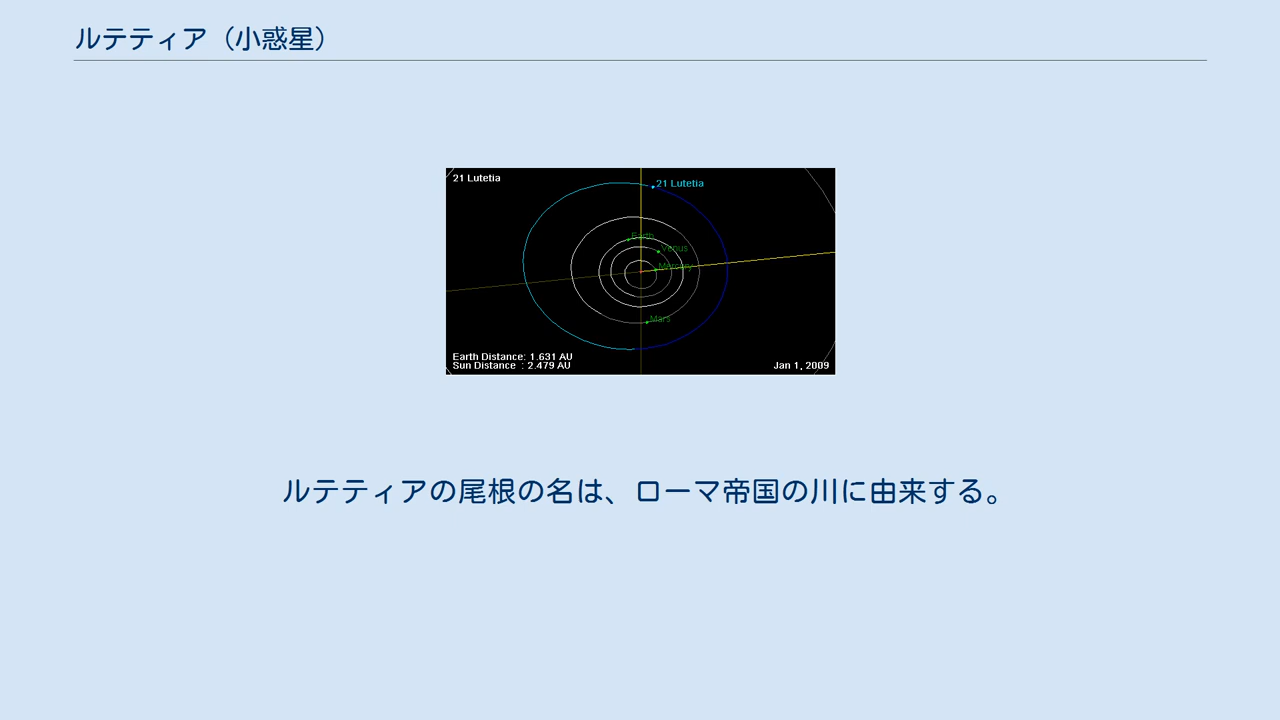 ルテティア（小惑星）
21 Lutetia
21 Lutetia
Earth
Venus
Mercury
Mars
Earth Distance: 1.631 AU
Sun Distance : 2.479 AU
Jan 1, 2009
ルテティアの尾根の名は、ローマ帝国の川に由来する。